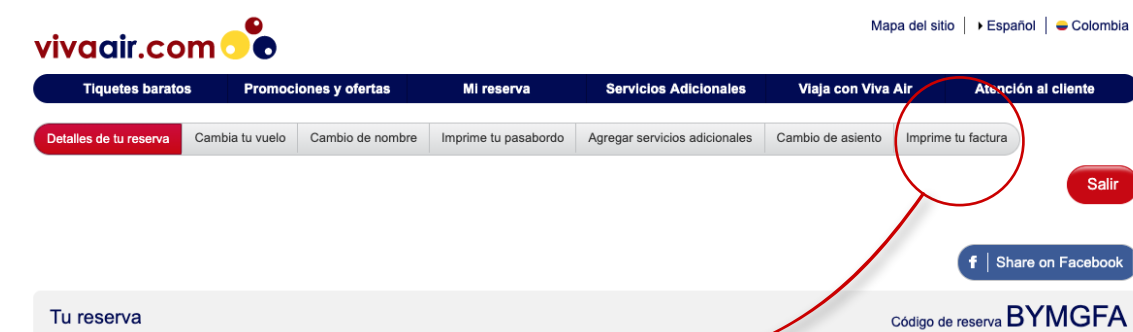 Mapa del sitio Español Colombia
vivaair.com
Tiquetes baratos Promociones y ofertas Mi reserva Servicios Adicionales Viaja con Viva Air Atención al cliente
Detalles de tu reserva Cambia tu vuelo Cambio de nombre Imprime tu pasabordo Agregar servicios adicionales Cambio de asiento Imprime tu factura
Salir
f Share on Facebook
Tu reserva Código de reserva BYMGFA